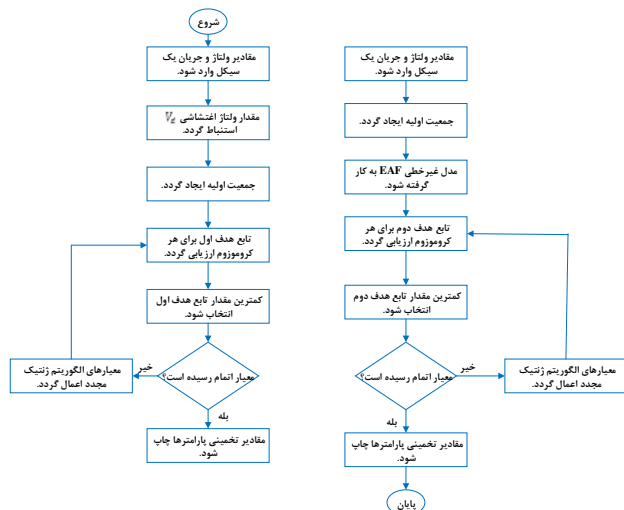 شروع
مقادیر ولتاژ و جریان یک
سیکل وارد شود.
مقدار ولتاژ اغتشاشی
استنباط گردد.
جمعیت اولیه ایجاد گردد.
تابع هدف اول برای هر
کروموزوم ارزیابی گردد.
کمترین مقدار تابع هدف اول
انتخاب شود.
معیار اتمام رسیده است؟
خیر
معیارهای الگوریتم ژنتیک
مجدد اعمال گردد.
بله
مقادیر تخمینی پارامترها چاپ
شود.
مقادیر ولتاژ و جریان یک
سیکل وارد شود.
جمعیت اولیه ایجاد گردد.
مدل غیرخطی EAF به کار
گرفته شود.
تابع هدف دوم برای هر
کروموزوم ارزیابی گردد.
کمترین مقدار تابع هدف دوم
انتخاب شود.
معیار اتمام رسیده است؟
خیر
معیارهای الگوریتم ژنتیک
مجدد اعمال گردد.
بله
مقادیر تخمینی پارامترها چاپ
شود.
پایان